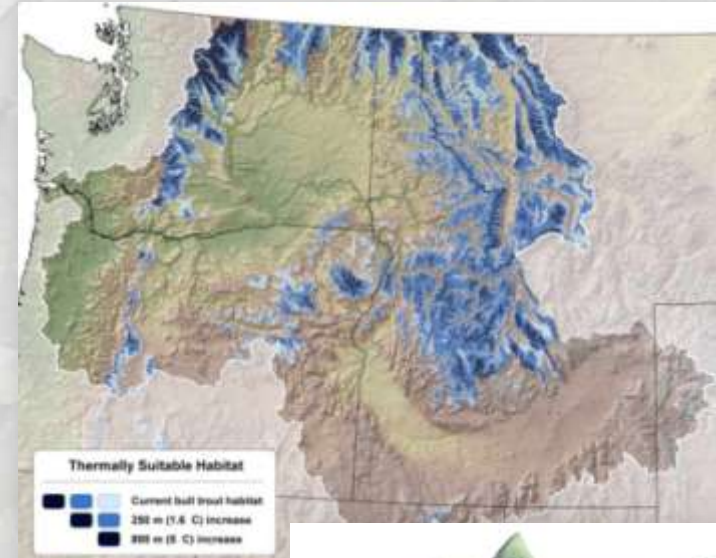 Thermally Suitable Habitat
Current bull trout habitat
250 m (1.6 C) increase
800 m (5 C) increase